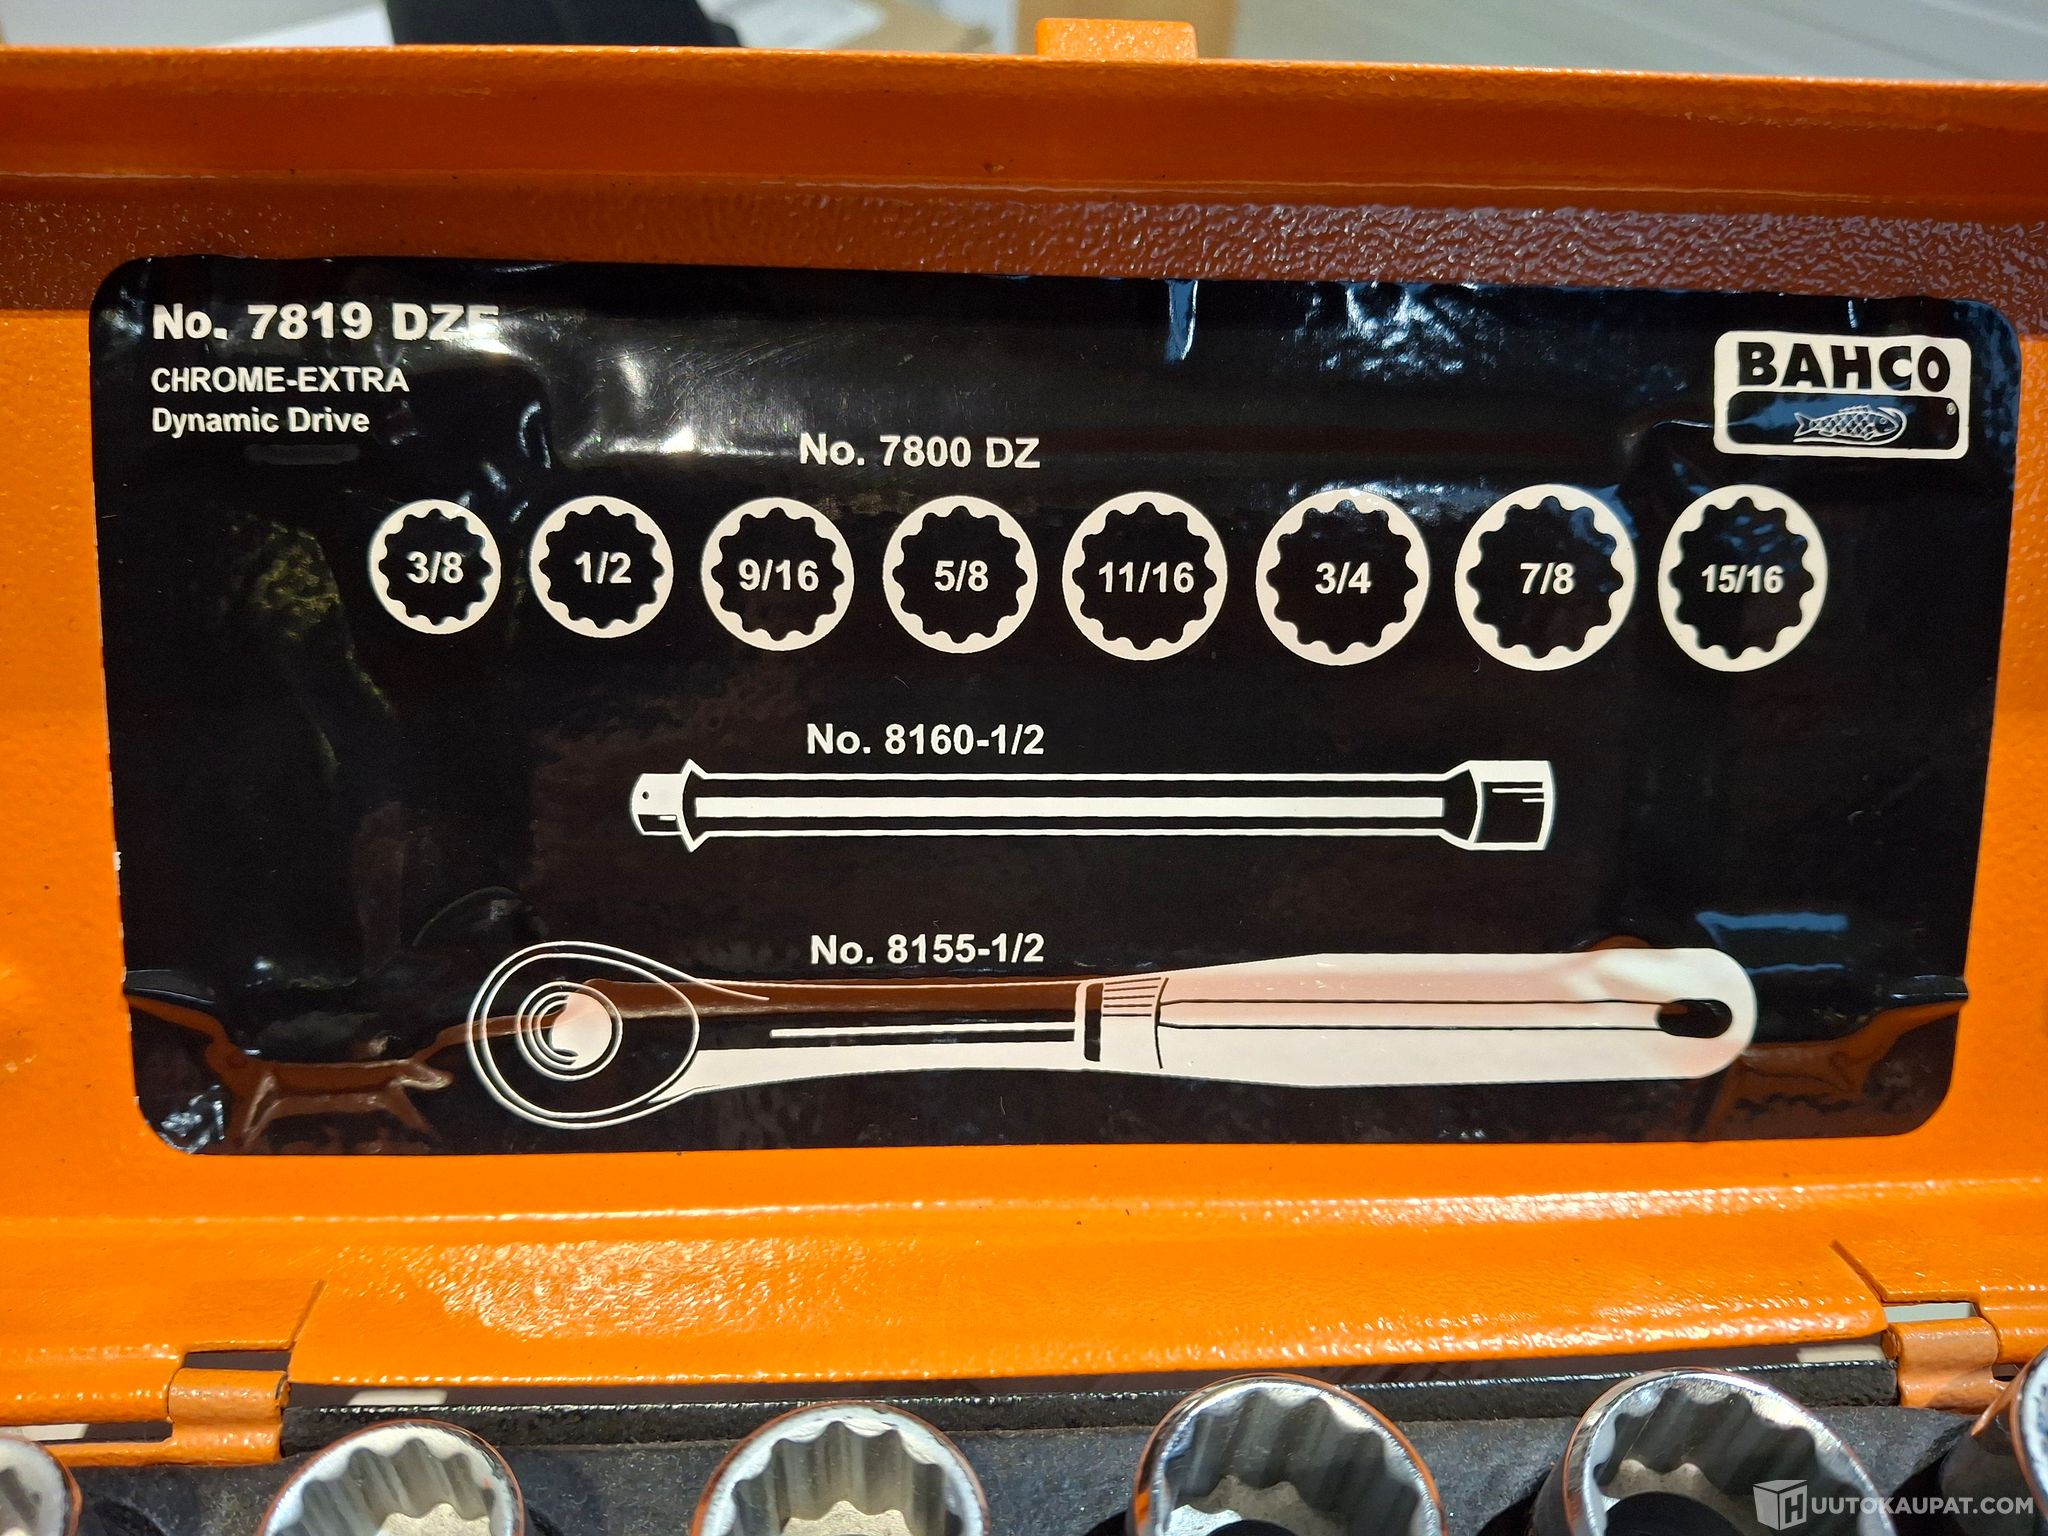 No. 7819 DZE
CHROME-EXTRA
Dynamic Drive
BAHCO
®
No. 7800 DZ
3/8 1/2 9/16 5/8 11/16 3/4 7/8 15/16
No. 8160-1/2
No. 8155-1/2
HUUTOKAUPAT.COM